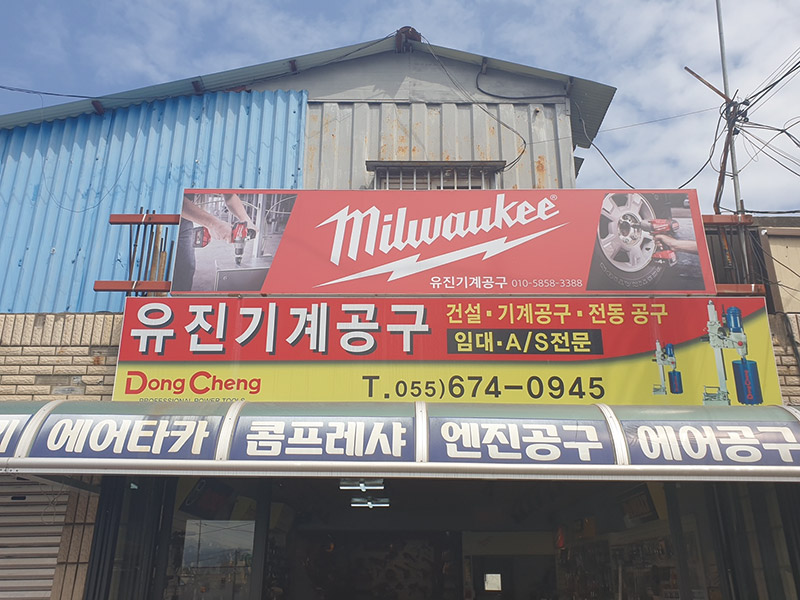 Milwaukee®
유진기계공구 010-5858-3388
유진기계공구
건설·기계공구·전동 공구
임대·A/S전문
Dong Cheng
PROFESSIONAL POWER TOOLS
T.055)674-0945
에어타카 콤프레샤 엔진공구 에어공구